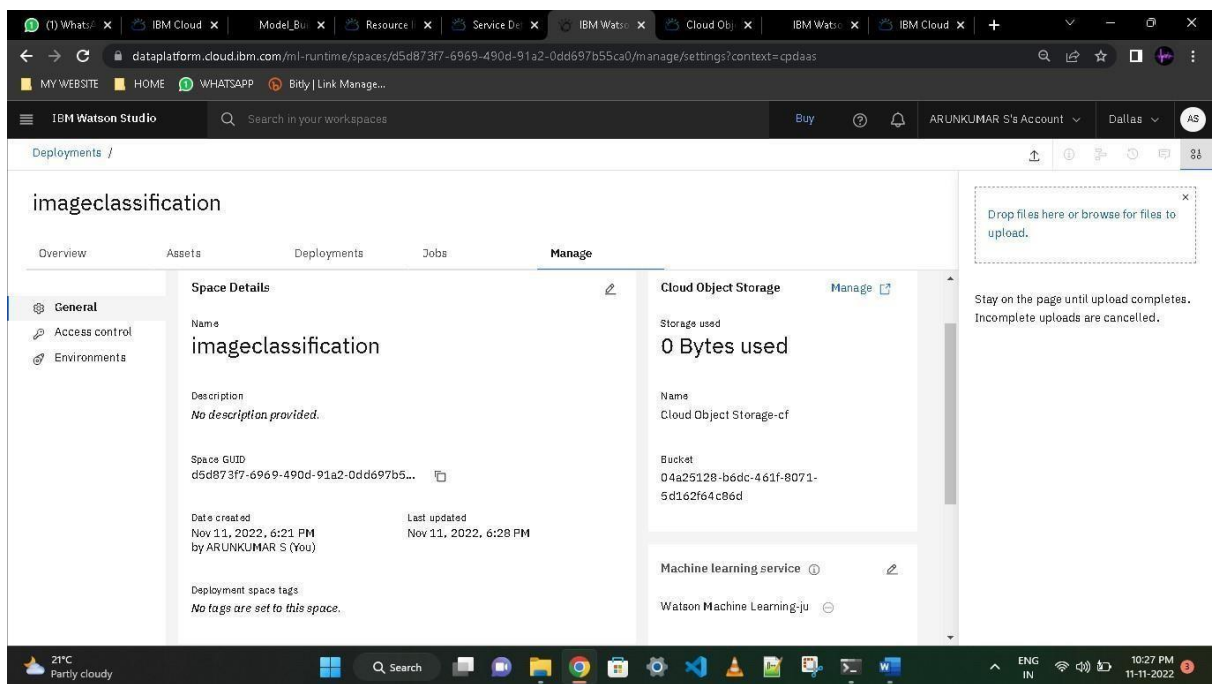 (1) WhatsA
IBM Cloud
Model_Bui
Resource l
Service De
IBM Watso
Cloud Obj
IBM Watso
IBM Cloud
dataplatform.cloud.ibm.com/ml-runtime/spaces/d5d873f7-6969-490d-91a2-0dd697b55ca0/manage/settings?context=cpdaas
MY WEBSITE HOME WHATSAPP Bitly | Link Manage...
IBM Watson Studio Search in your workspaces Buy ARUNKUMAR S's Account Dallas AS
Deployments /
imageclassification
Overview Assets Deployments Jobs Manage
General
Access control
Environments
Space Details
Name
imageclassification
Description
No description provided.
Space GUID
d5d873f7-6969-490d-91a2-0dd697b5...
Date created Last updated
Nov 11, 2022, 6:21 PM Nov 11, 2022, 6:28 PM
by ARUNKUMAR S (You)
Deployment space tags
No tags are set to this space.
Cloud Object Storage Manage
Storage used
0 Bytes used
Name
Cloud Object Storage-cf
Bucket
04a25128-b6dc-461f-8071-
5d162f64c86d
Machine learning service
Watson Machine Learning-ju
Drop files here or browse for files to
upload.
Stay on the page until upload completes.
Incomplete uploads are cancelled.
21°C
Partly cloudy
Search
ENG
IN
10:27 PM
11-11-2022
3